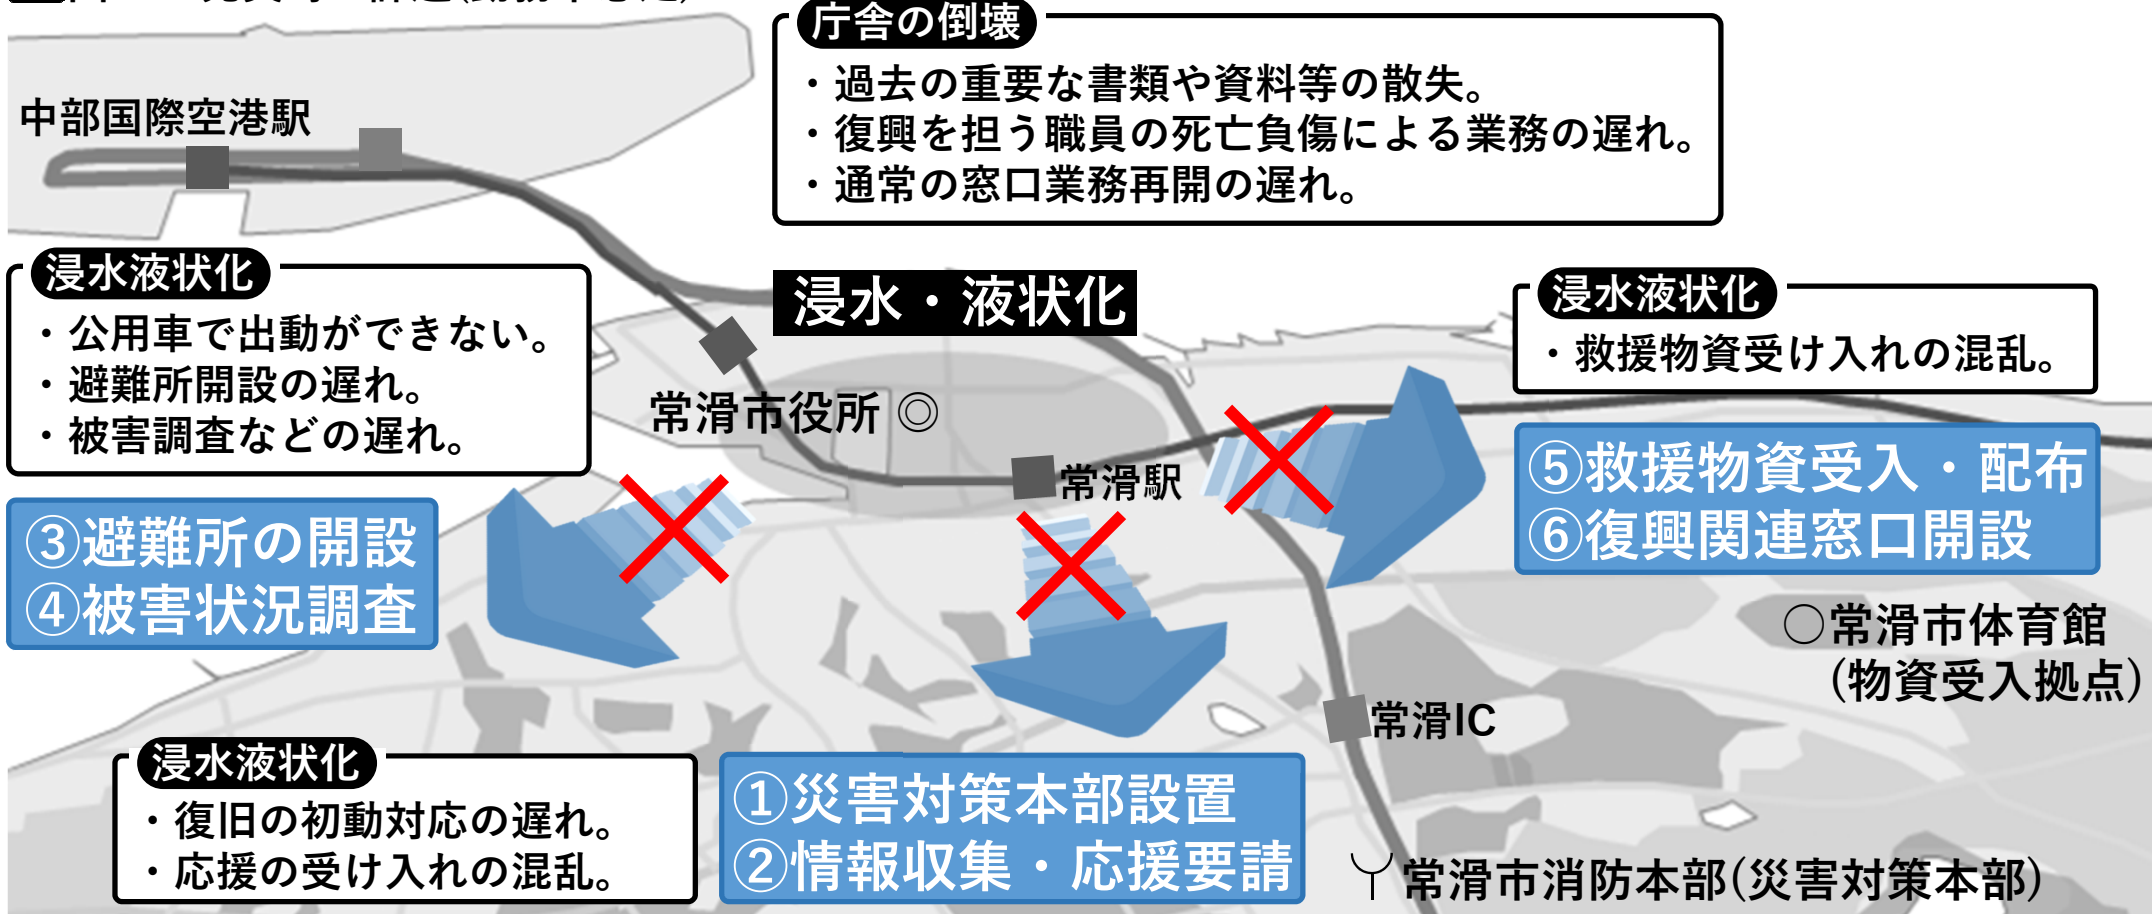 庁舎の倒壊
・過去の重要な書類や資料等の散失。
・復興を担う職員の死亡負傷による業務の遅れ。
・通常の窓口業務再開の遅れ。
中部国際空港駅
浸水液状化
・公用車で出動ができない。
・避難所開設の遅れ。
・被害調査などの遅れ。
浸水・液状化
浸水液状化
・救援物資受け入れの混乱。
常滑市役所 ◎
常滑駅
⑤救援物資受入・配布
⑥復興関連窓口開設
③避難所の開設
④被害状況調査
○常滑市体育館
(物資受入拠点)
常滑IC
浸水液状化
・復旧の初動対応の遅れ。
・応援の受け入れの混乱。
①災害対策本部設置
②情報収集・応援要請
常滑市消防本部(災害対策本部)